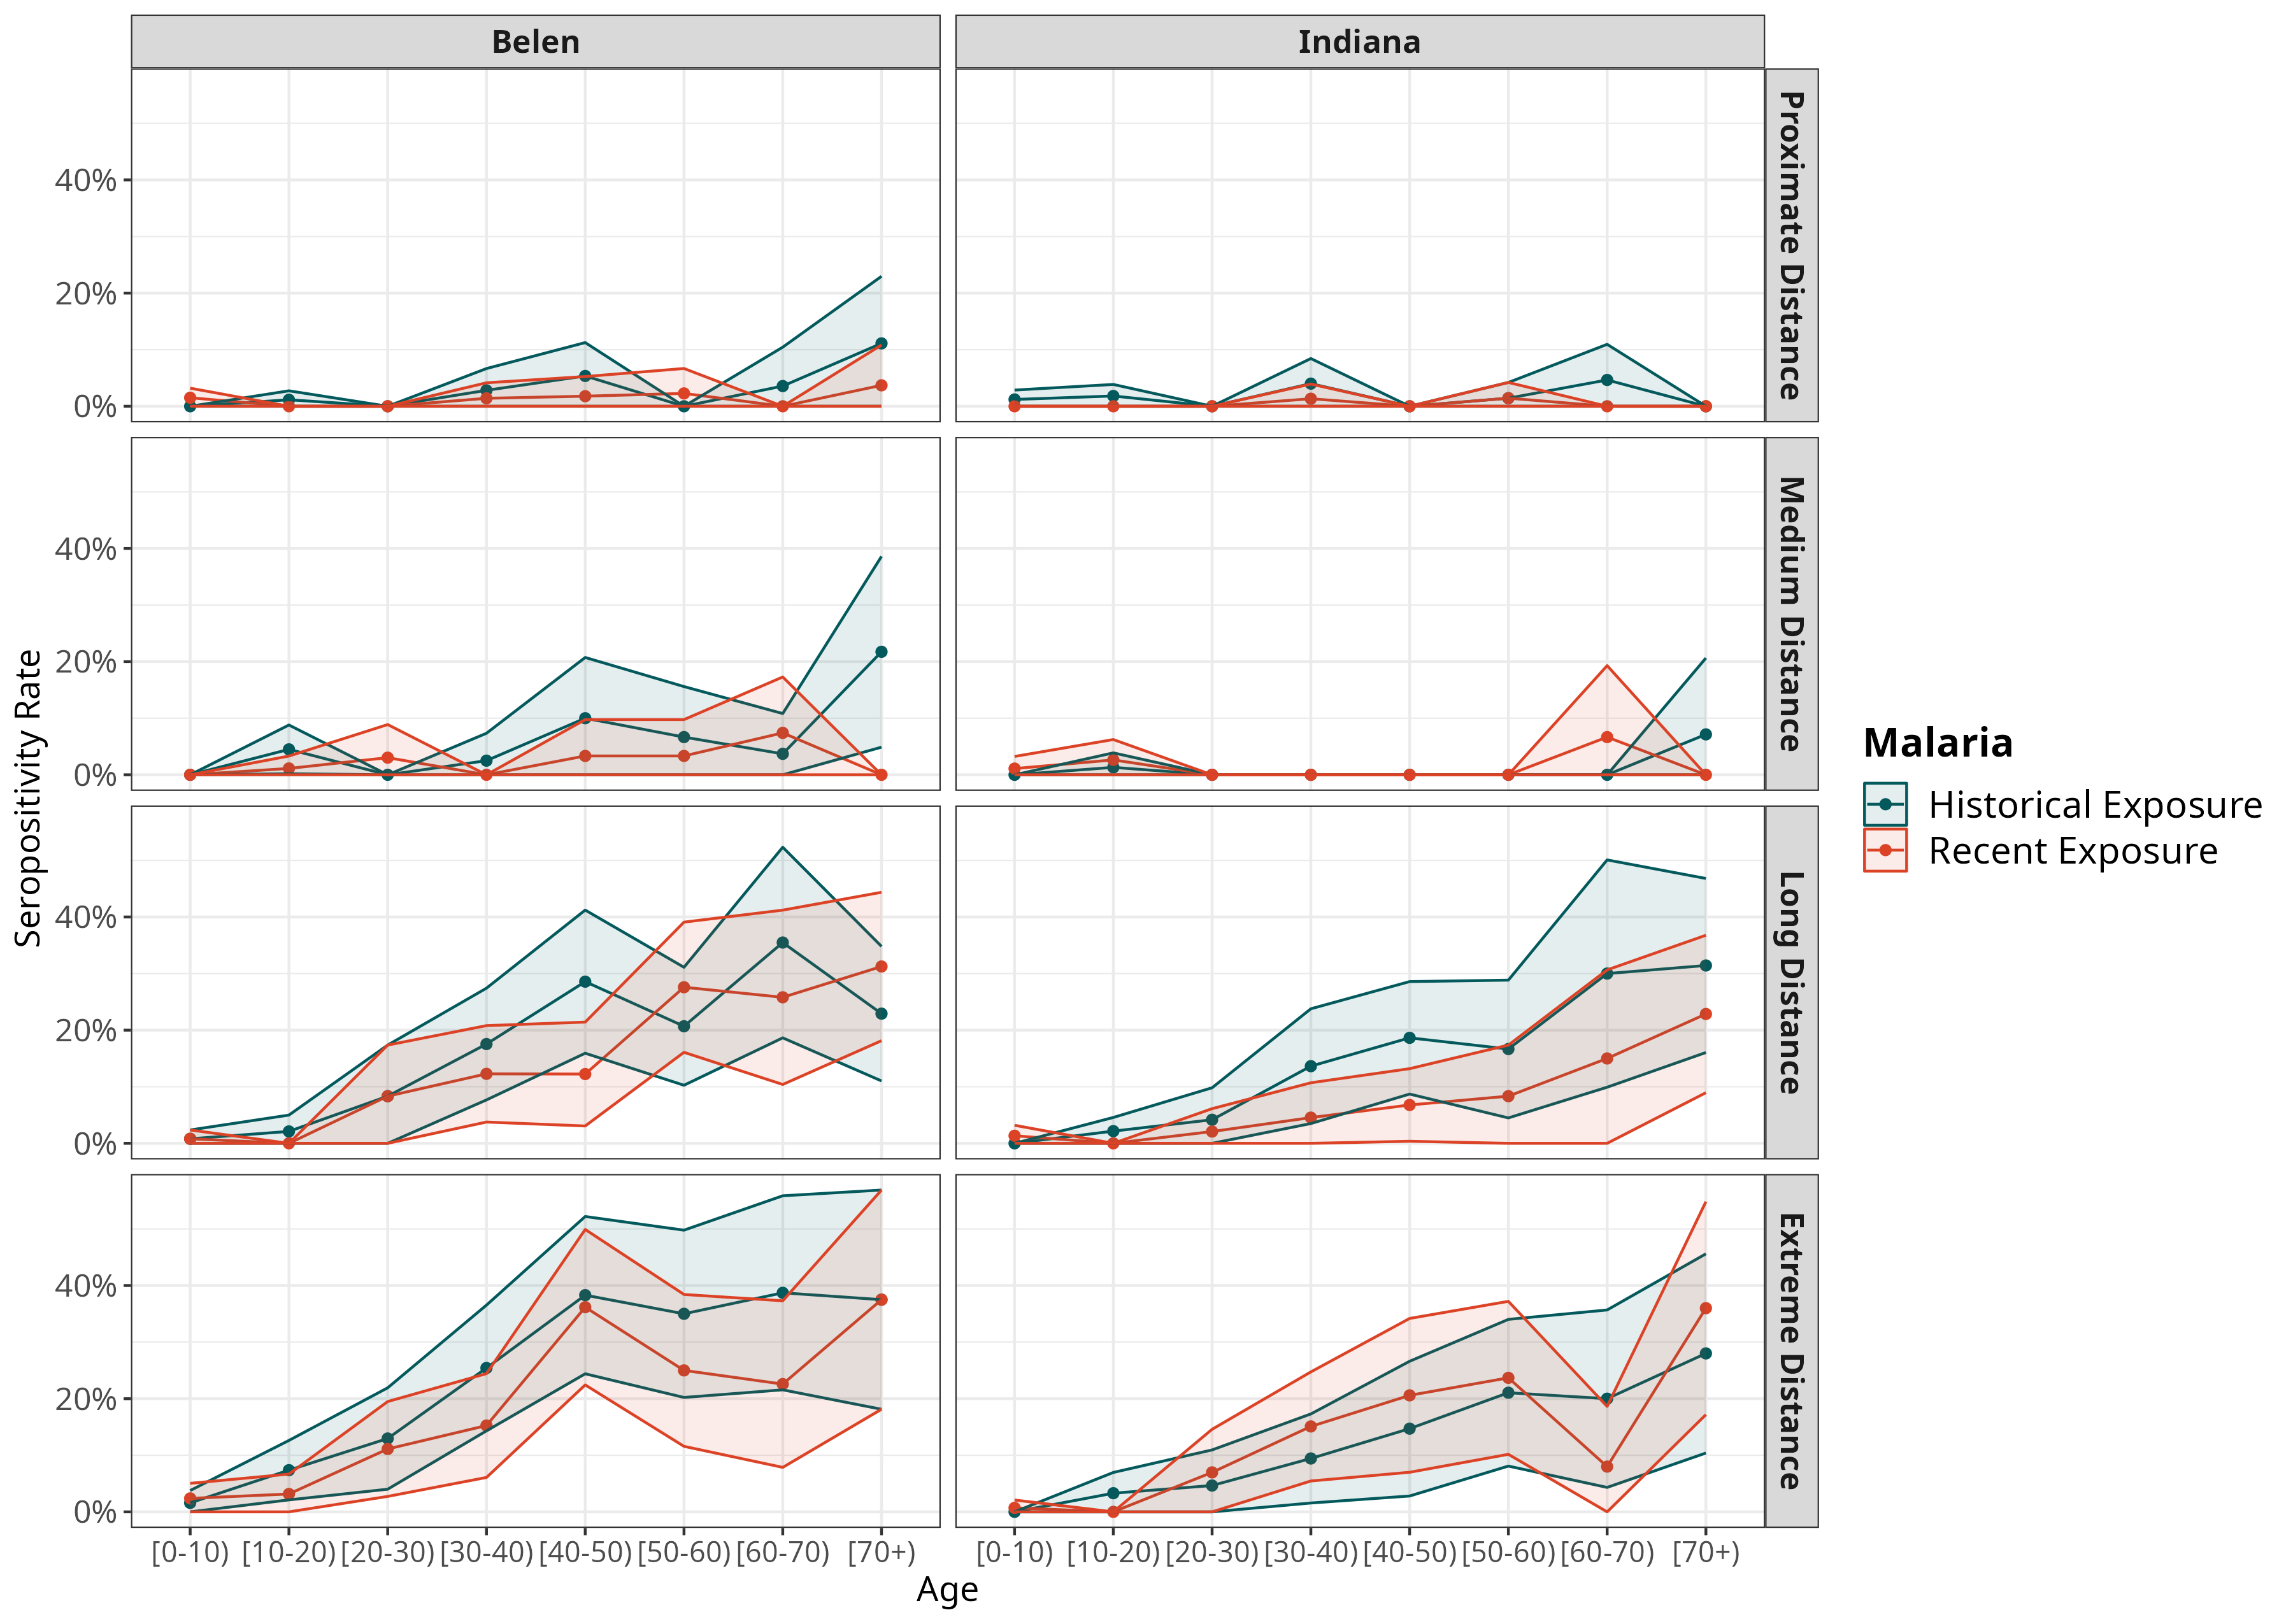 Belen
Indiana
Proximate Distance
40%
20%
0%
Medium Distance
40%
20%
0%
Long Distance
40%
20%
0%
Extreme Distance
40%
20%
0%
Seropositivity Rate
[0-10) [10-20) [20-30) [30-40) [40-50) [50-60) [60-70) [70+)
[0-10) [10-20) [20-30) [30-40) [40-50) [50-60) [60-70) [70+)
Age
Malaria
Historical Exposure
Recent Exposure